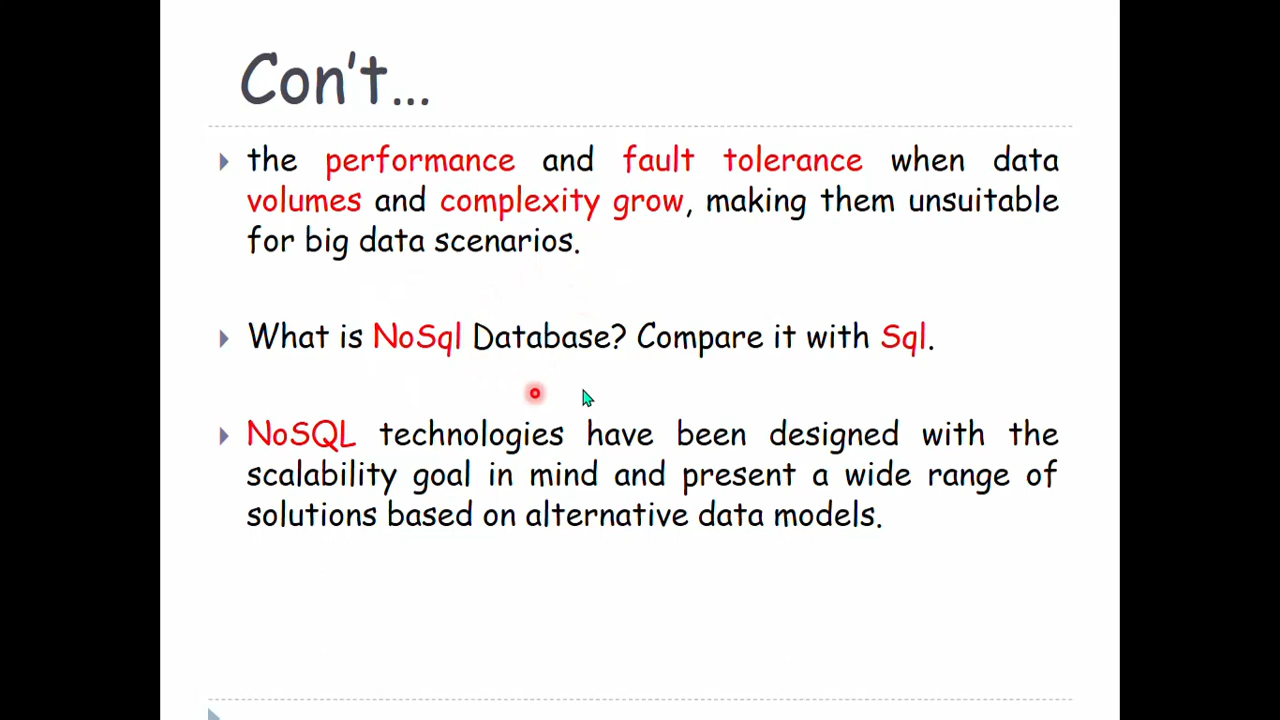 Con't...
the performance and fault tolerance when data
volumes and complexity grow, making them unsuitable
for big data scenarios.
What is NoSql Database? Compare it with Sql.
NoSQL technologies have been designed with the
scalability goal in mind and present a wide range of
solutions based on alternative data models.